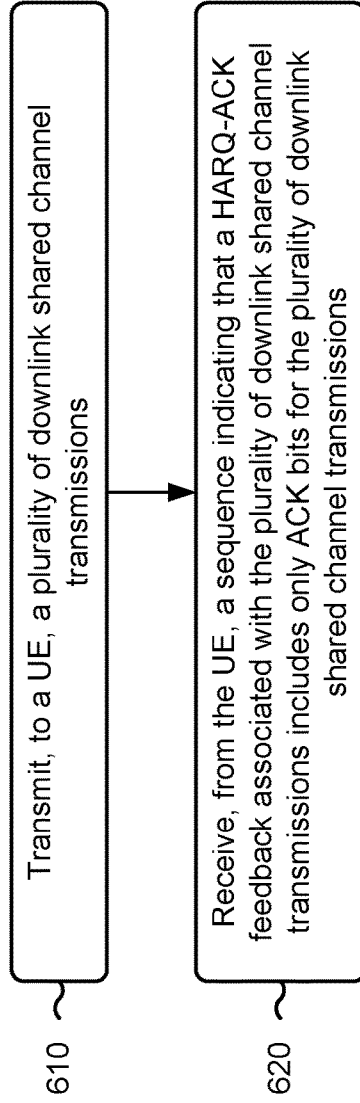 610
Transmit, to a UE, a plurality of downlink shared channel
transmissions
620
Receive, from the UE, a sequence indicating that a HARQ-ACK
feedback associated with the plurality of downlink shared channel
transmissions includes only ACK bits for the plurality of downlink
shared channel transmissions